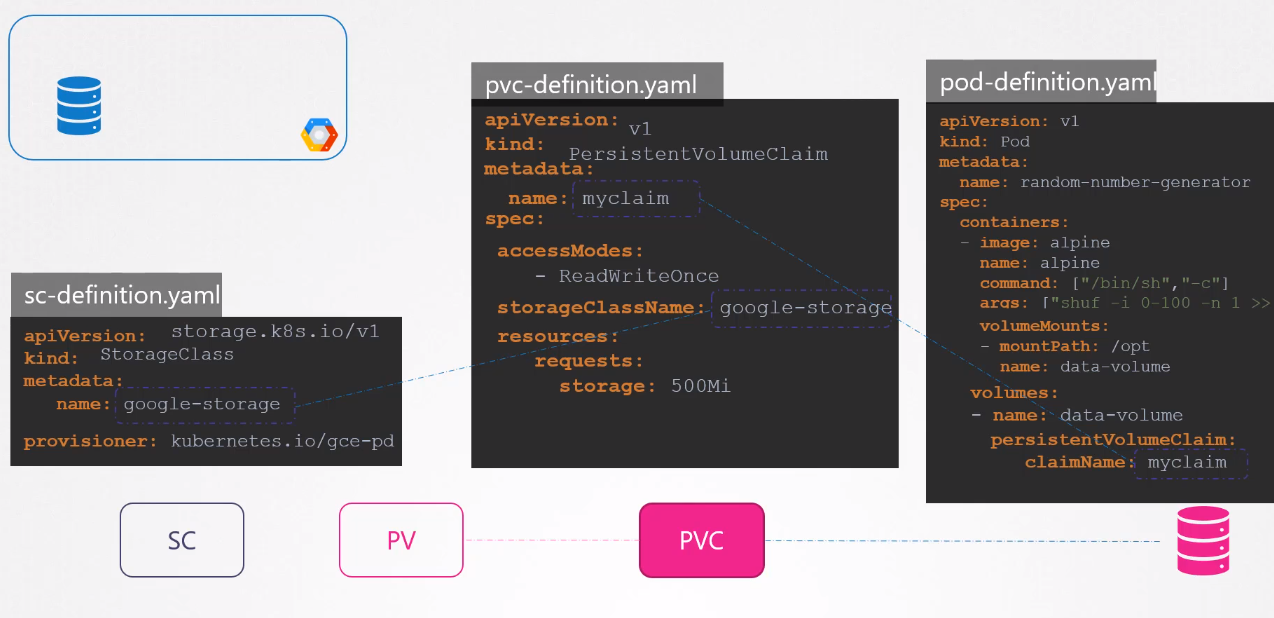 sc-definition.yaml
apiVersion: storage.k8s.io/v1
kind: StorageClass
metadata:
name: google-storage
provisioner: kubernetes.io/gce-pd
pvc-definition.yaml
apiVersion: v1
kind: PersistentVolumeClaim
metadata:
name: myclaim
spec:
accessModes:
- ReadWriteOnce
storageClassName: google-storage
resources:
requests:
storage: 500Mi
pod-definition.yaml
apiVersion: v1
kind: Pod
metadata:
name: random-number-generator
spec:
containers:
- image: alpine
name: alpine
command: ["/bin/sh","-c"]
args: ["shuf -i 0-100 -n 1 >>
volumeMounts:
- mountPath: /opt
name: data-volume
volumes:
- name: data-volume
persistentVolumeClaim:
claimName: myclaim
SC
PV
PVC